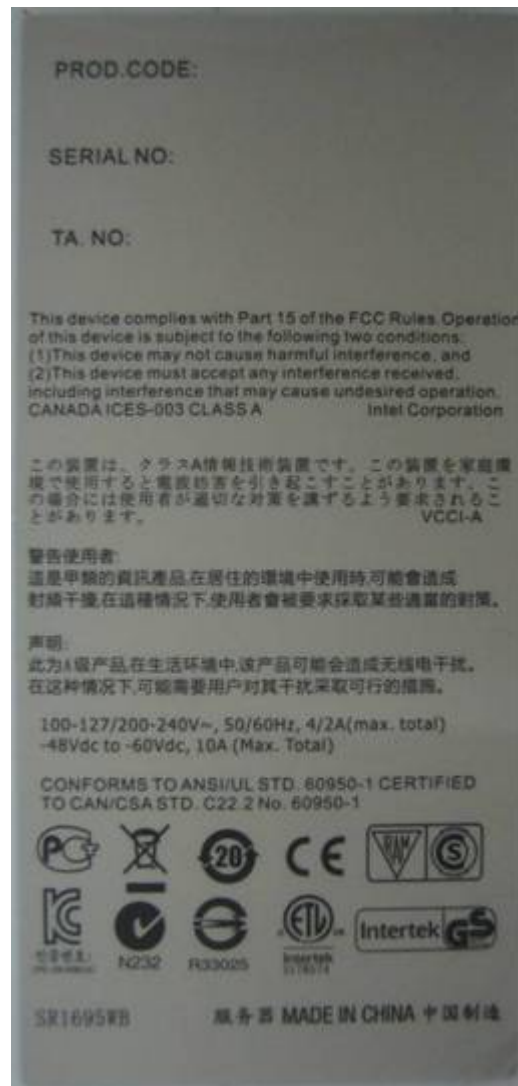 PROD.CODE:
SERIAL NO:
TA. NO:
This device complies with Part 15 of the FCC Rules. Operation
of this device is subject to the following two conditions:
(1)This device may not cause harmful interference, and
(2)This device must accept any interference received,
including interference that may cause undesired operation.
CANADA ICES-003 CLASS A Intel Corporation
この装置は、クラスA情報技術装置です。この装置を家庭環
境で使用すると電波妨害を引き起こすことがあります。こ
の場合には使用者が適切な対策を講ずるよう要求されるこ
とがあります。 VCCI-A
警告使用者:
這是甲類的資訊產品,在居住的環境中使用時,可能會造成
射頻干擾,在這種情況下,使用者會被要求採取某些適當的對策。
声明:
此为A级产品,在生活环境中,该产品可能会造成无线电干扰。
在这种情况下,可能需要用户对其干扰采取可行的措施。
100-127/200-240V~, 50/60Hz, 4/2A(max. total)
-48Vdc to -60Vdc, 10A (Max. Total)
CONFORMS TO ANSI/UL STD. 60950-1 CERTIFIED
TO CAN/CSA STD. C22.2 No. 60950-1
20 CE RAM S
ETL Intertek GS
인증번호: N232 R33025 Intertek
SR1695WB 服务器 MADE IN CHINA 中国制造